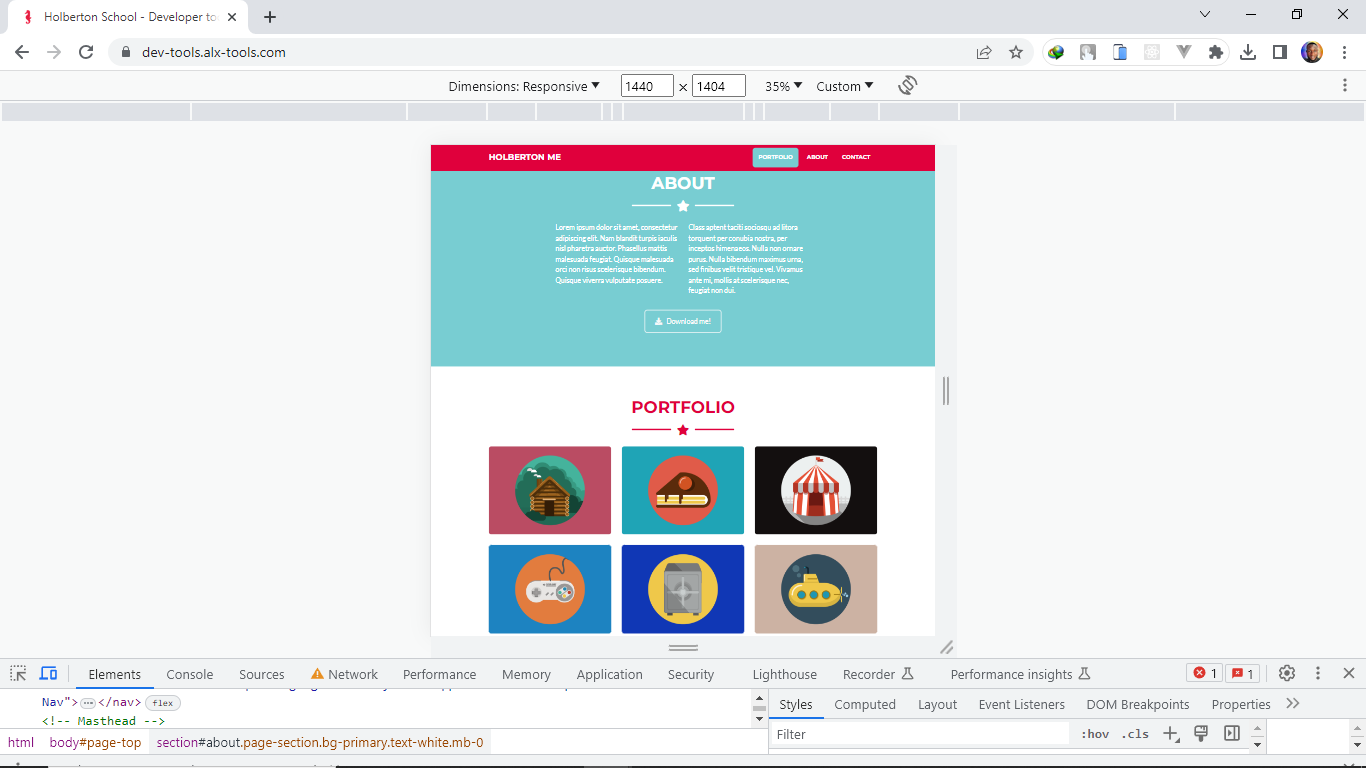 Holberton School - Developer to
dev-tools.alx-tools.com
Dimensions: Responsive 1440 × 1404 35% Custom
HOLBERTON ME PORTFOLIO ABOUT CONTACT
ABOUT
Lorem ipsum dolor sit amet, consectetur
adipiscing elit. Nam blandit turpis iaculis
nisl pharetra auctor. Phasellus mattis
malesuada feugiat. Quisque malesuada
orci non risus scelerisque bibendum.
Quisque viverra vulputate posuere.
Class aptent taciti sociosqu ad litora
torquent per conubia nostra, per
inceptos himenaeos. Nulla non ornare
purus. Nulla bibendum maximus urna,
sed finibus velit tristique vel. Vivamus
ante mi, mollis at scelerisque nec,
feugiat non dui.
Download me!
PORTFOLIO
Elements Console Sources Network Performance Memory Application Security Lighthouse Recorder Performance insights 1 1
Nav">⋯</nav> flex
<!-- Masthead -->
html body#page-top section#about.page-section.bg-primary.text-white.mb-0
Styles Computed Layout Event Listeners DOM Breakpoints Properties
Filter :hov .cls